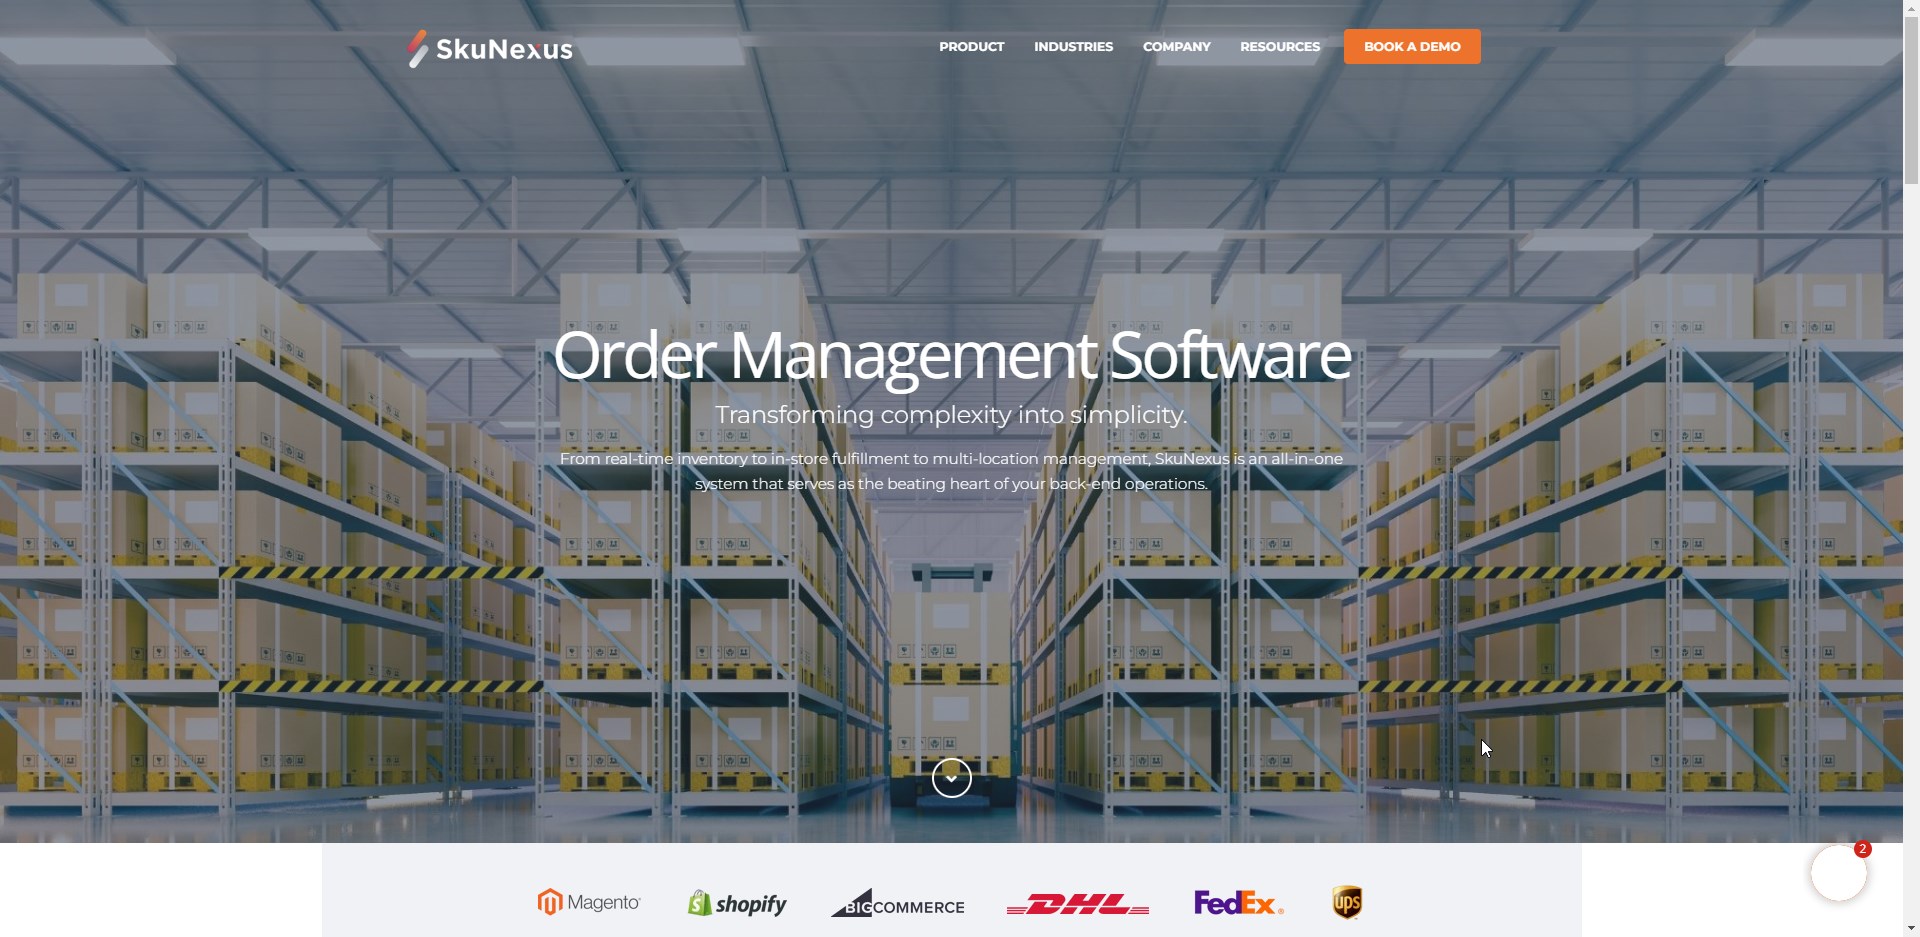 SkuNexus
PRODUCT
INDUSTRIES
COMPANY
RESOURCES
BOOK A DEMO
Order Management Software
Transforming complexity into simplicity.
From real-time inventory to in-store fulfillment to multi-location management, SkuNexus is an all-in-one
system that serves as the beating heart of your back-end operations.
2
Magento
shopify
BIGCOMMERCE
DHL
FedEx
ups